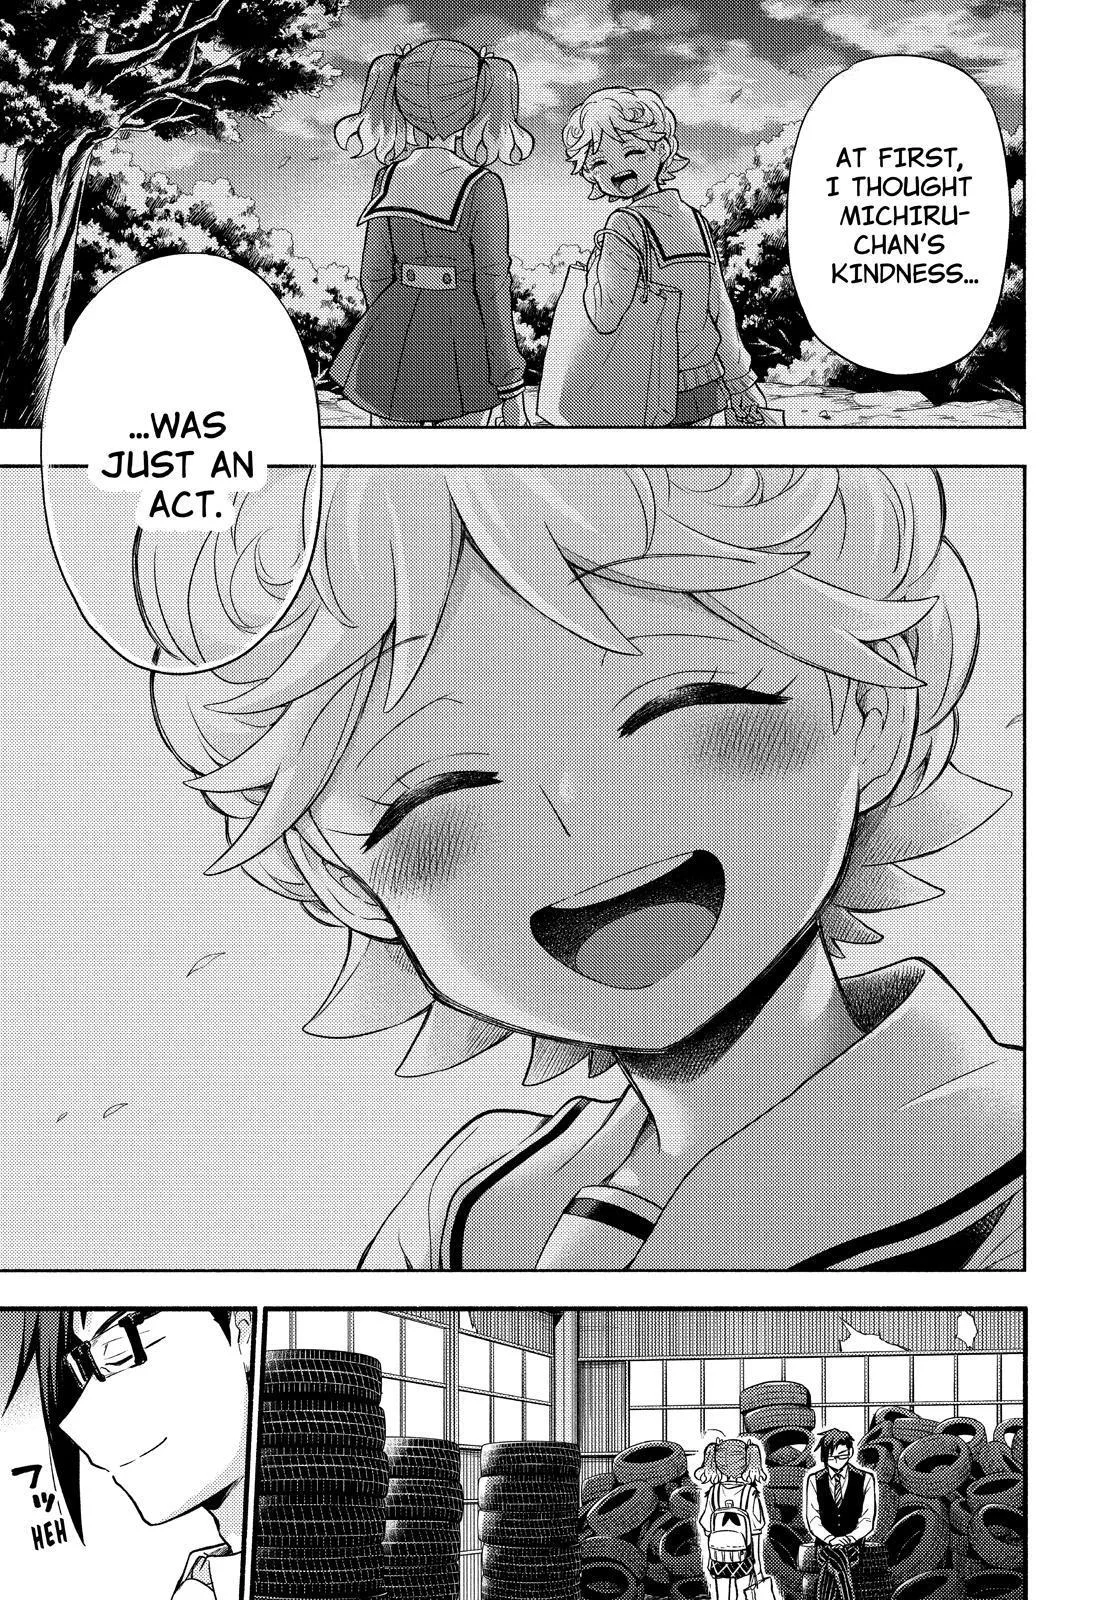 AT FIRST,
I THOUGHT
MICHIRU-
CHAN'S
KINDNESS...
...WAS
JUST AN
ACT.
フッ
HEH